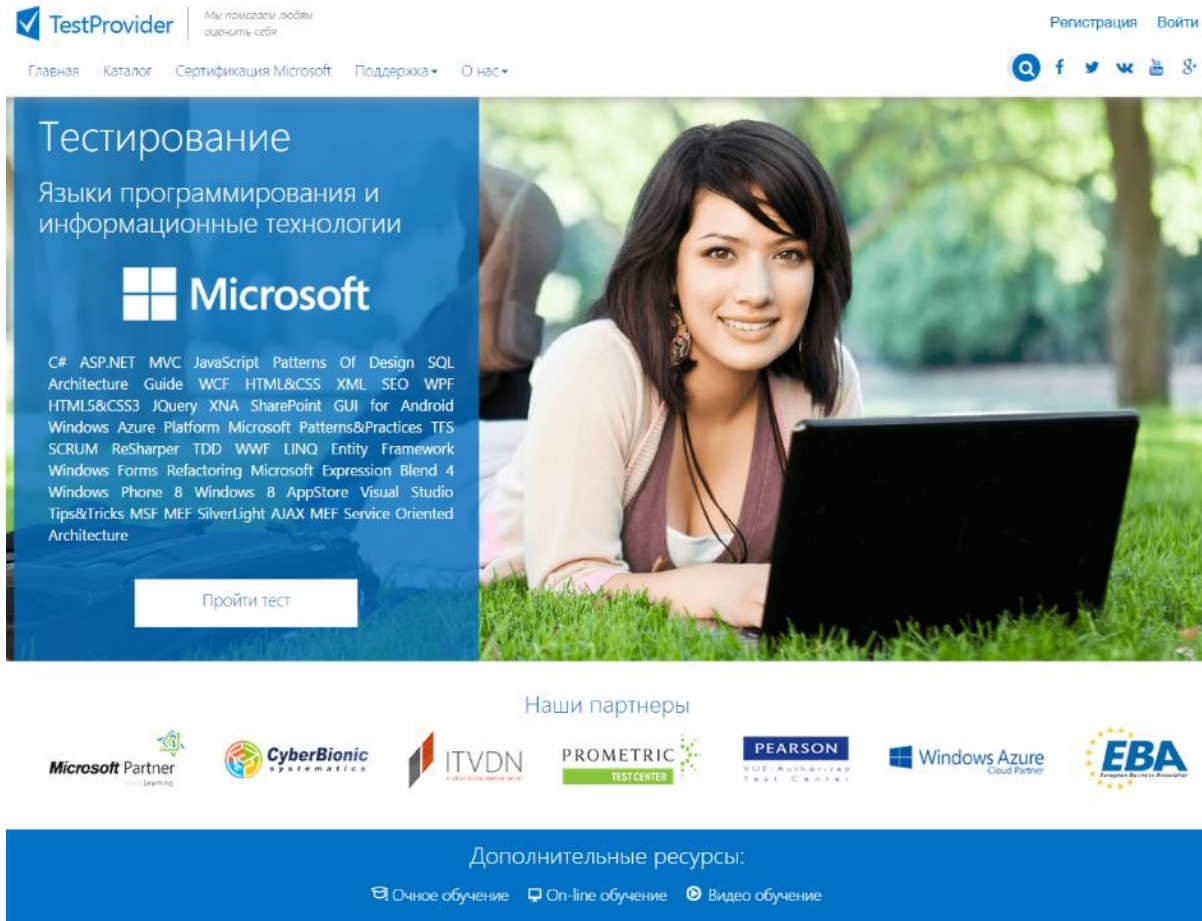 TestProvider
Мы помогаем людям
оценить себя
Регистрация Войти
Главная Каталог Сертификация Microsoft Поддержка О нас
Тестирование
Языки программирования и
информационные технологии
Microsoft
C# ASP.NET MVC JavaScript Patterns Of Design SQL
Architecture Guide WCF HTML&CSS XML SEO WPF
HTML5&CSS3 JQuery XNA SharePoint GUI for Android
Windows Azure Platform Microsoft Patterns&Practices TFS
SCRUM ReSharper TDD WWF LINQ Entity Framework
Windows Forms Refactoring Microsoft Expression Blend 4
Windows Phone 8 Windows 8 AppStore Visual Studio
Tips&Tricks MSF MEF SilverLight AJAX MEF Service Oriented
Architecture
Пройти тест
Наши партнеры
Microsoft Partner
Learning
CyberBionic
systematics
ITVDN
PROMETRIC
TEST CENTER
PEARSON
VUE Authorized
Test Center
Windows Azure
Cloud Partner
EBA
European Business Association
Дополнительные ресурсы:
Очное обучение On-line обучение Видео обучение